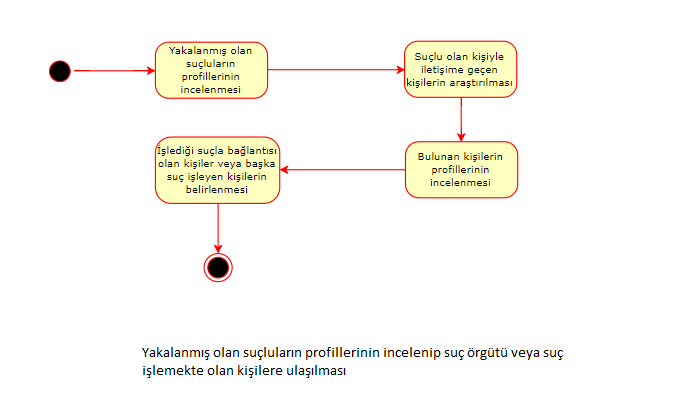 Yakalanmış olan
suçluların
profillerinin
incelenmesi
Suçlu olan kişiyle
iletişime geçen
kişilerin araştırılması
Bulunan kişilerin
profillerinin
incelenmesi
İşlediği suçla bağlantısı
olan kişiler veya başka
suç işleyen kişilerin
belirlenmesi
Yakalanmış olan suçluların profillerinin incelenip suç örgütü veya suç
işlemekte olan kişilere ulaşılması